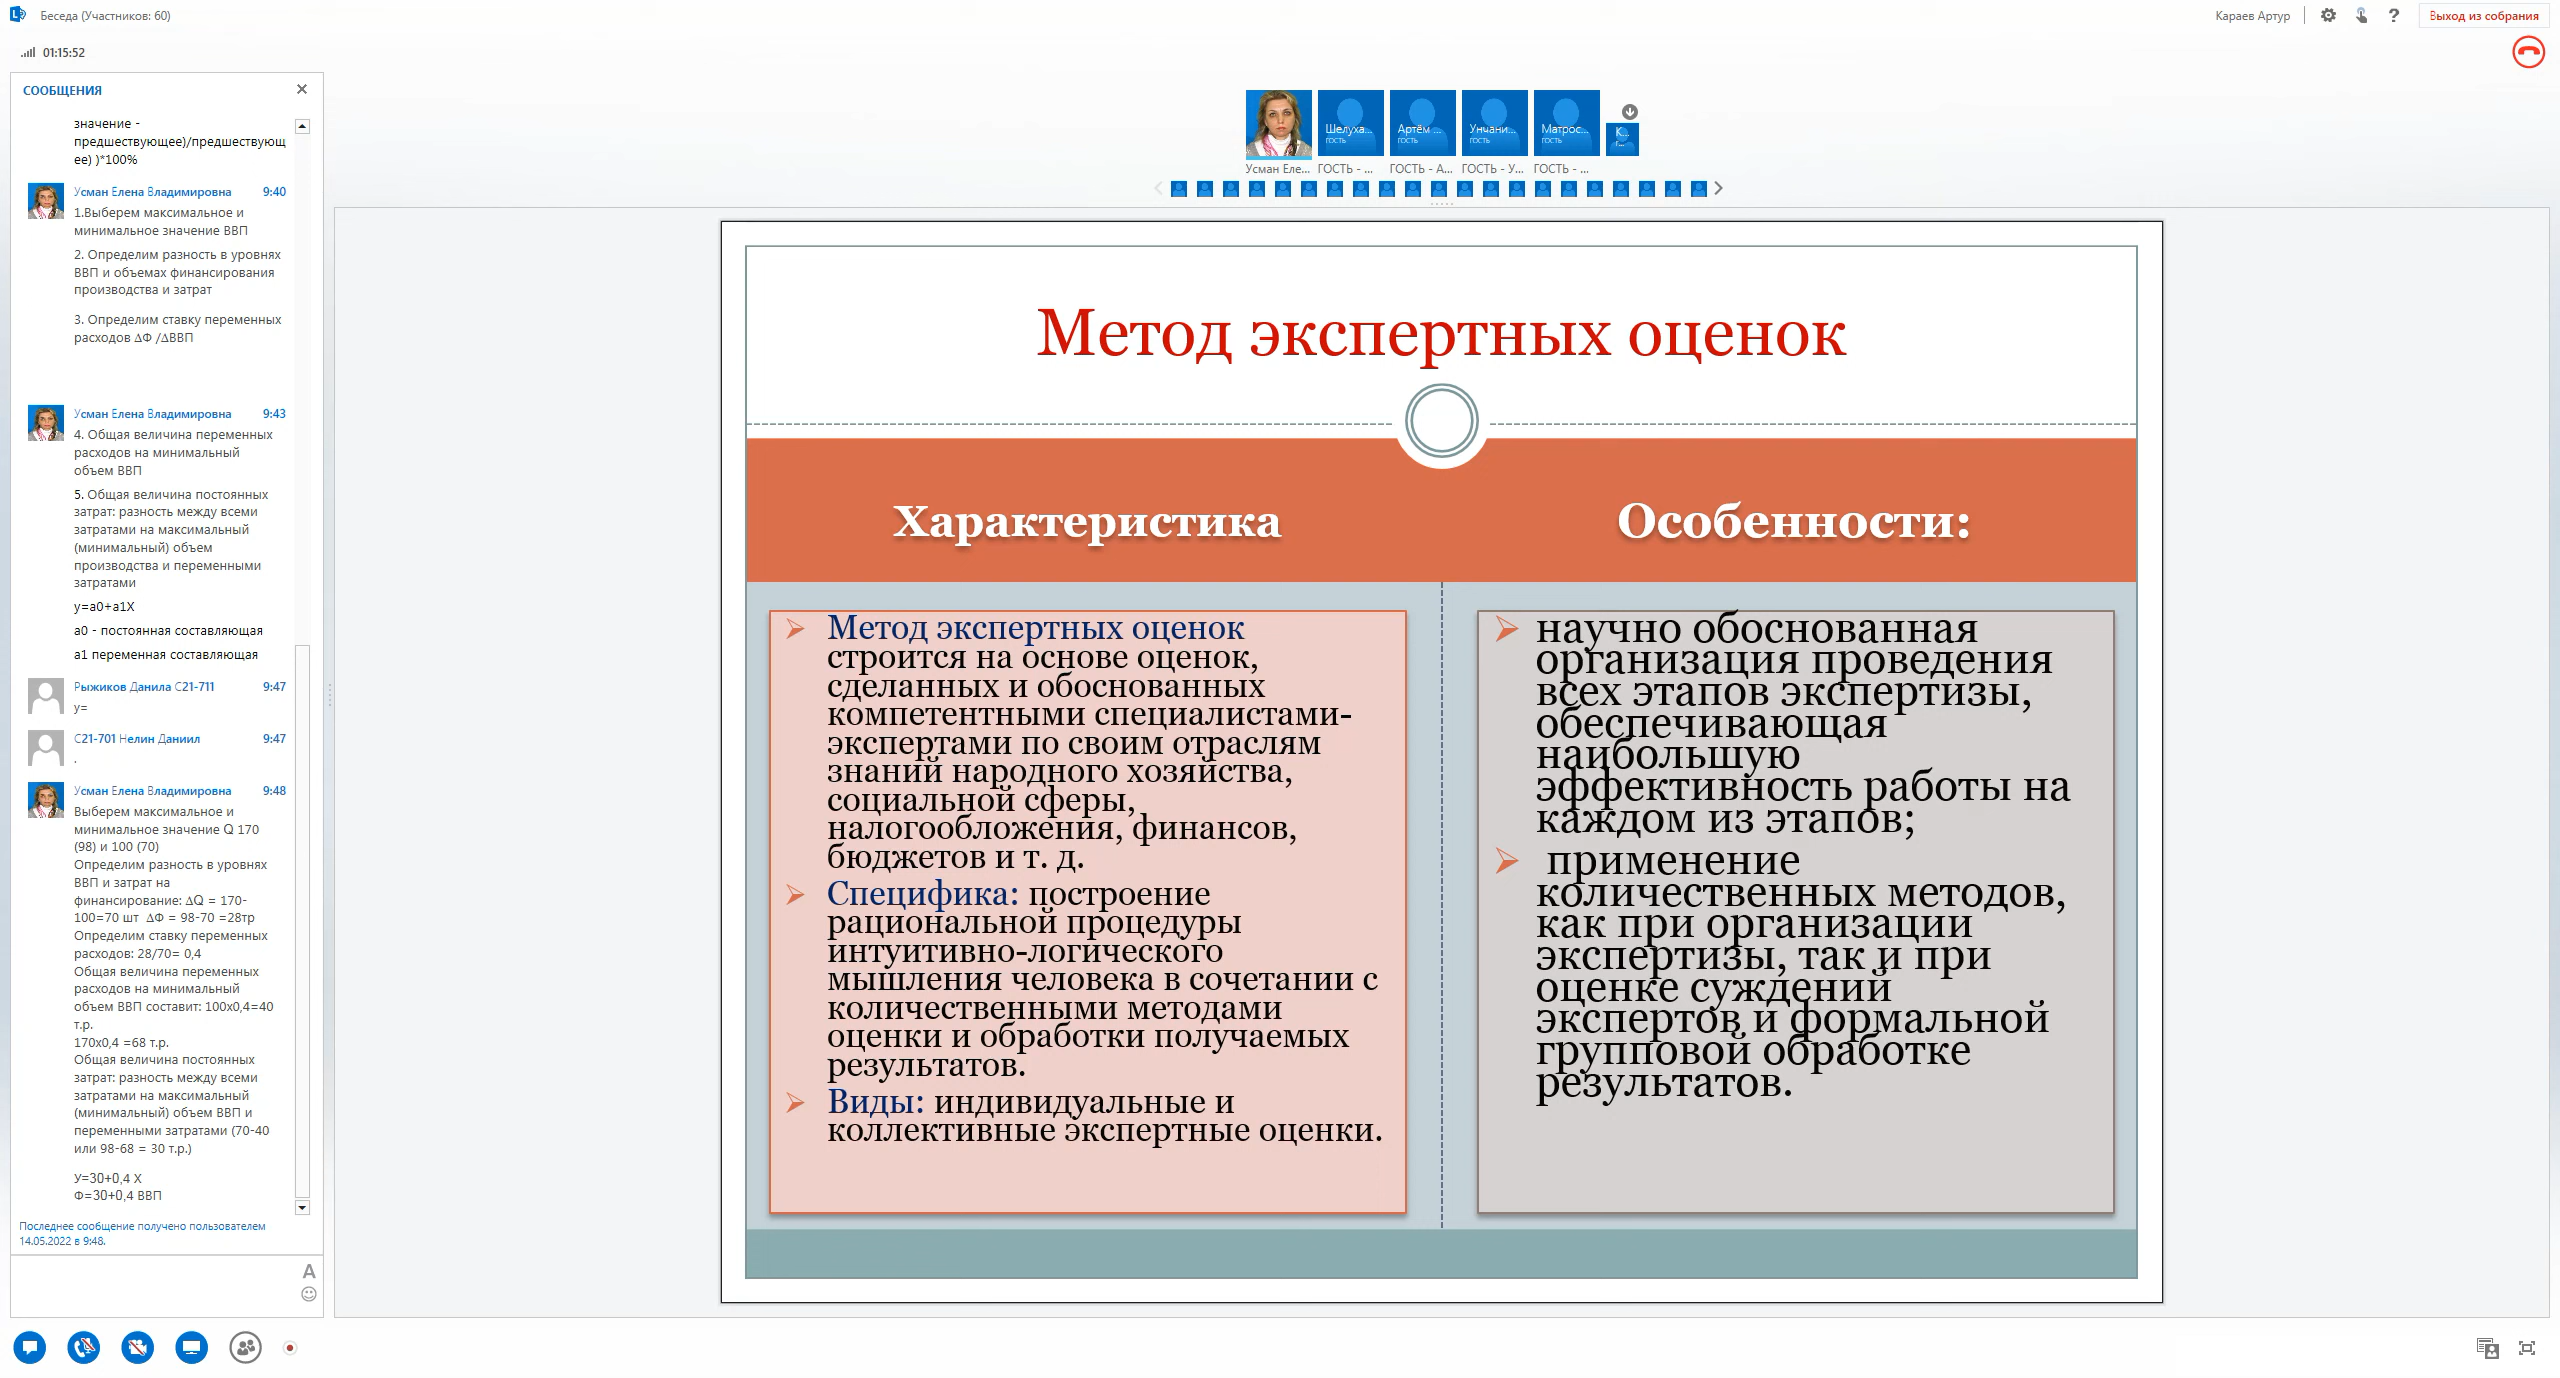 Беседа (Участников: 60)
Караев Артур
Выход из собрания
01:15:52
СООБЩЕНИЯ
значение -
предшествующее)/предшествующ
ее) )*100%
Усман Елена Владимировна 9:40
1.Выберем максимальное и
минимальное значение ВВП
2. Определим разность в уровнях
ВВП и объемах финансирования
производства и затрат
3. Определим ставку переменных
расходов ΔФ /ΔВВП
Усман Елена Владимировна 9:43
4. Общая величина переменных
расходов на минимальный
объем ВВП
5. Общая величина постоянных
затрат: разность между всеми
затратами на максимальный
(минимальный) объем
производства и переменными
затратами
y=a0+a1X
a0 - постоянная составляющая
a1 переменная составляющая
Рыжиков Данила С21-711 9:47
y=
С21-701 Нелин Даниил 9:47
.
Усман Елена Владимировна 9:48
Выберем максимальное и
минимальное значение Q 170
(98) и 100 (70)
Определим разность в уровнях
ВВП и затрат на
финансирование: ΔQ = 170-
100=70 шт ΔФ = 98-70 =28тр
Определим ставку переменных
расходов: 28/70= 0,4
Общая величина переменных
расходов на минимальный
объем ВВП составит: 100х0,4=40
т.р.
170х0,4 =68 т.р.
Общая величина постоянных
затрат: разность между всеми
затратами на максимальный
(минимальный) объем ВВП и
переменными затратами (70-40
или 98-68 = 30 т.р.)
У=30+0,4 Х
Ф=30+0,4 ВВП
Последнее сообщение получено пользователем
14.05.2022 в 9:48.
A
Шелуха...
ГОСТЬ
Артём ...
ГОСТЬ
Унчани...
ГОСТЬ
Матрос...
ГОСТЬ
К...
Усман Еле...
ГОСТЬ - ...
ГОСТЬ - А...
ГОСТЬ - У...
ГОСТЬ - ...
Метод экспертных оценок
Характеристика
Метод экспертных оценок
строится на основе оценок,
сделанных и обоснованных
компетентными специалистами-
экспертами по своим отраслям
знаний народного хозяйства,
социальной сферы,
налогообложения, финансов,
бюджетов и т. д.
Специфика: построение
рациональной процедуры
интуитивно-логического
мышления человека в сочетании с
количественными методами
оценки и обработки получаемых
результатов.
Виды: индивидуальные и
коллективные экспертные оценки.
Особенности:
научно обоснованная
организация проведения
всех этапов экспертизы,
обеспечивающая
наибольшую
эффективность работы на
каждом из этапов;
применение
количественных методов,
как при организации
экспертизы, так и при
оценке суждений
экспертов и формальной
групповой обработке
результатов.